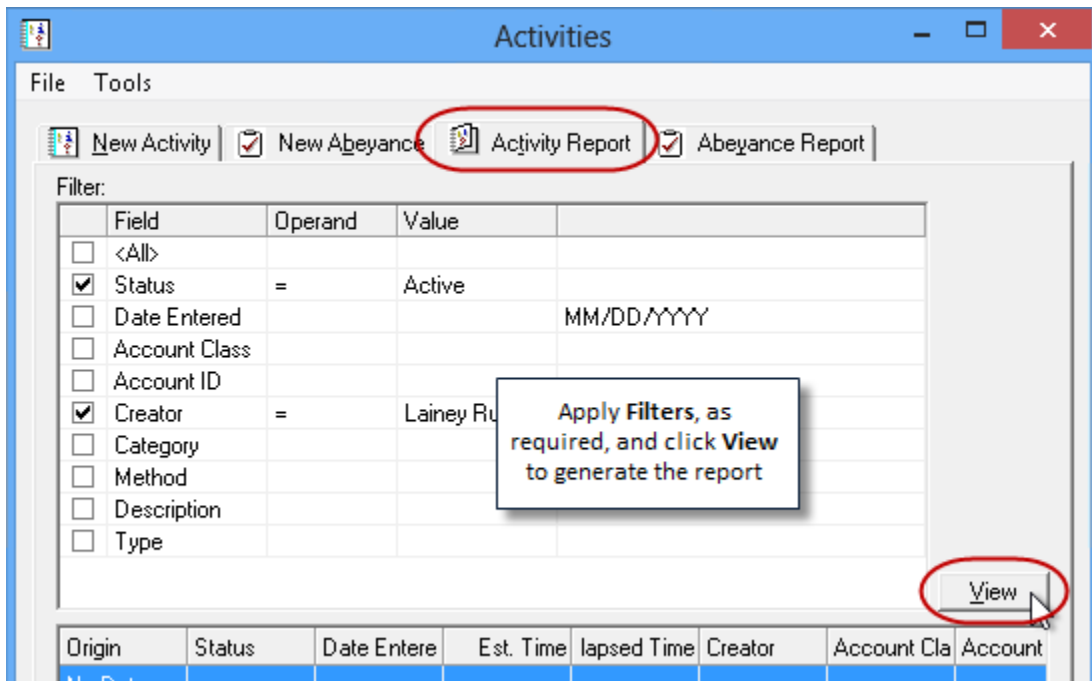 Activities
File Tools
New Activity New Abeyance Activity Report Abeyance Report
Filter:
Field Operand Value
<All>
Status = Active
Date Entered MM/DD/YYYY
Account Class
Account ID
Creator = Lainey
Category
Method
Description
Type
Apply Filters, as
required, and click View
to generate the report
View
Origin Status Date Entere Est. Time lapsed Time Creator Account Cla Account